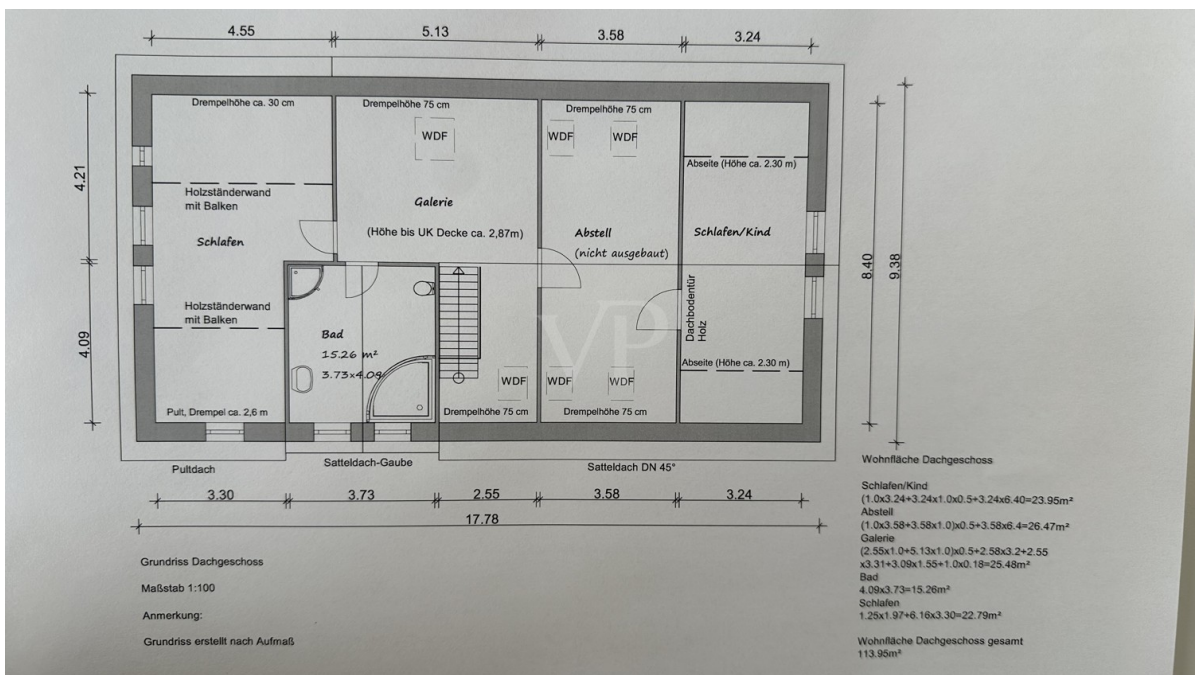 4.55
5.13
3.58
3.24
Drempelhöhe ca. 30 cm
Drempelhöhe 75 cm
Drempelhöhe 75 cm
WDF
WDF
WDF
4.21
Abseite (Höhe ca. 2.30 m)
Holzständerwand
mit Balken
Galerie
Schlafen
(Höhe bis UK Decke ca. 2,87m)
Abstell
(nicht ausgebaut)
Schlafen/Kind
8.40
9.38
Holzständerwand
mit Balken
Dachbodentür
Holz
VP
4.09
Bad
15.26 m²
3.73×4.09
Abseite (Höhe ca. 2.30 m)
WDF
WDF
WDF
Pult, Drempel ca. 2,6 m
Drempelhöhe 75 cm
Drempelhöhe 75 cm
Pultdach
Satteldach-Gaube
Satteldach DN 45°
3.30
3.73
2.55
3.58
3.24
17.78
Grundriss Dachgeschoss
Maßstab 1:100
Anmerkung:
Grundriss erstellt nach Aufmaß
Wohnfläche Dachgeschoss
Schlafen/Kind
(1.0x3.24+3.24x1.0x0.5+3.24x6.40=23.95m²
Abstell
(1.0x3.58+3.58x1.0)x0.5+3.58x6.4=26.47m²
Galerie
(2.55x1.0+5.13x1.0)x0.5+2.58x3.2+2.55
x3.31+3.09x1.55+1.0x0.18=25.48m²
Bad
4.09x3.73=15.26m²
Schlafen
1.25x1.97+6.16x3.30=22.79m²
Wohnfläche Dachgeschoss gesamt
113.95m²